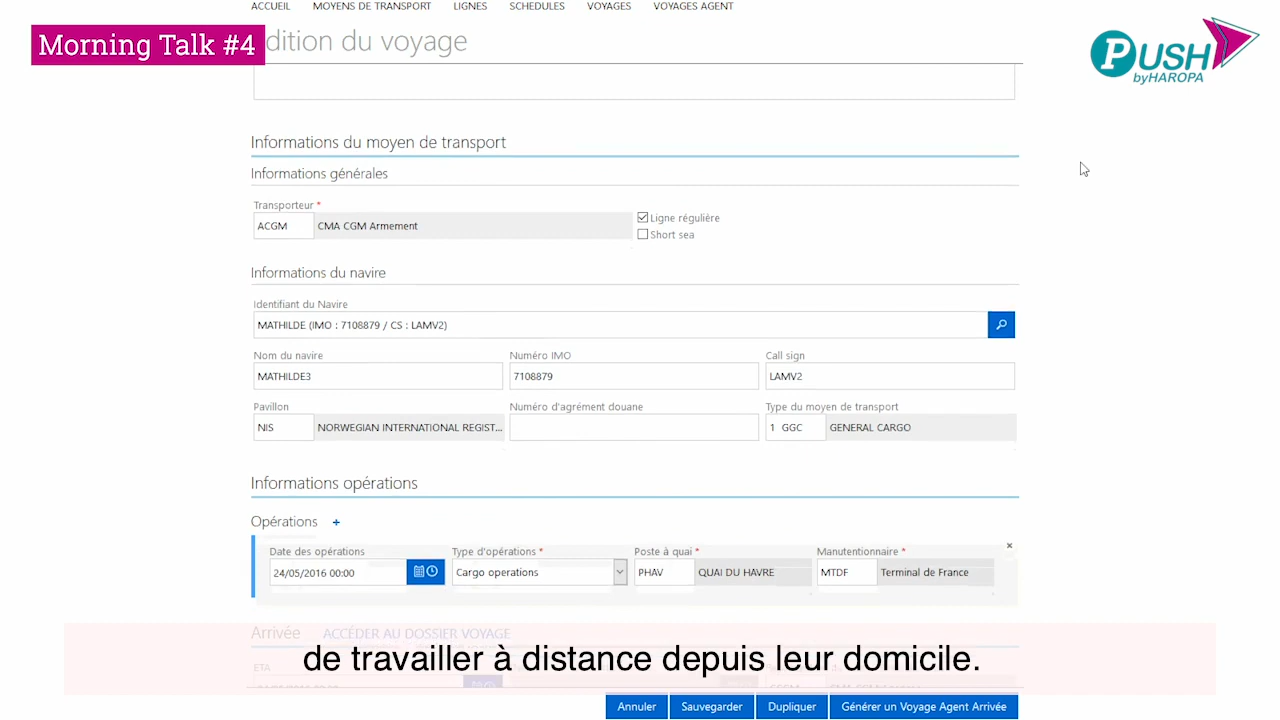 ACCUEIL MOYENS DE TRANSPORT LIGNES SCHEDULES VOYAGES VOYAGES AGENT
Morning Talk #4
dition du voyage
PUSH
byHAROPA
Informations du moyen de transport
Informations générales
Transporteur *
ACGM CMA CGM Armement
Ligne régulière
Short sea
Informations du navire
Identifiant du Navire
MATHILDE (IMO : 7108879 / CS : LAMV2)
Nom du navire Numéro IMO Call sign
MATHILDE3 7108879 LAMV2
Pavillon Numéro d'agrément douane Type du moyen de transport
NIS NORWEGIAN INTERNATIONAL REGIST... 1 GGC GENERAL CARGO
Informations opérations
Opérations +
Date des opérations Type d'opérations * Poste à quai * Manutentionnaire *
24/05/2016 00:00 Cargo operations PHAV QUAI DU HAVRE MTDF Terminal de France
Arrivée ACCÉDER AU DOSSIER VOYAGE
ETA
de travailler à distance depuis leur domicile.
Annuler Sauvegarder Dupliquer Générer un Voyage Agent Arrivée